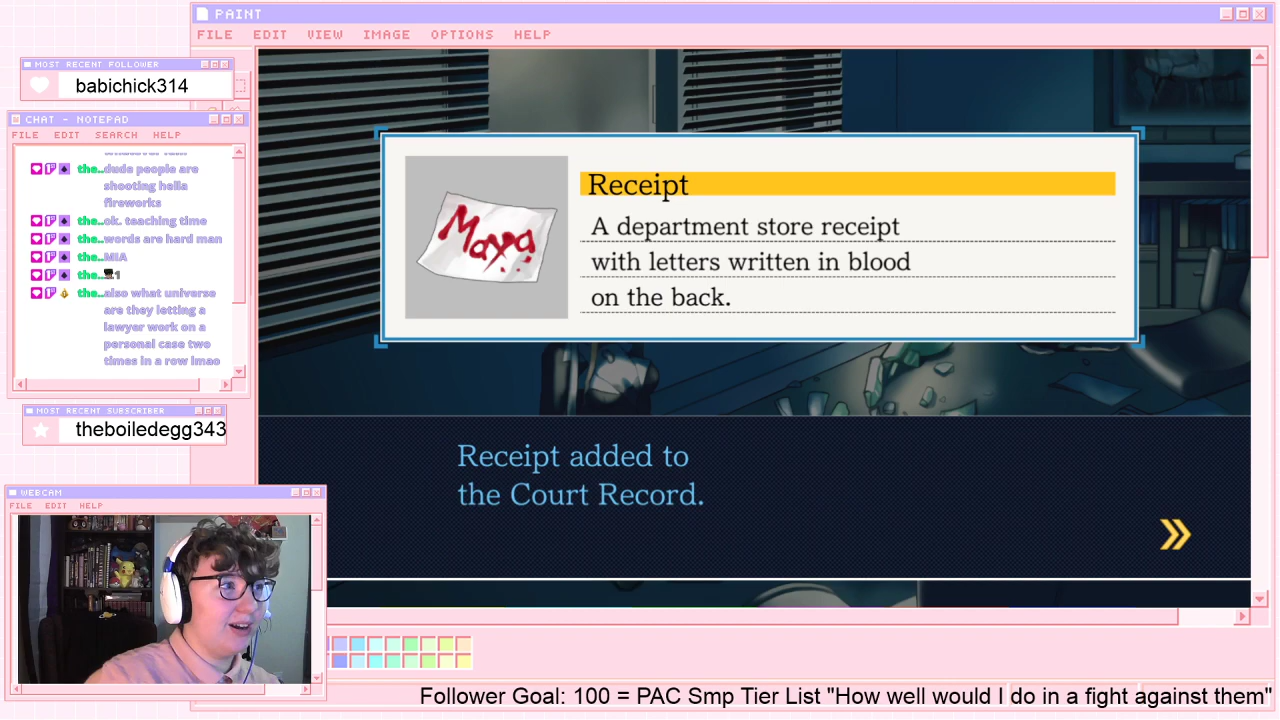 PAINT
FILE EDIT VIEW IMAGE OPTIONS HELP
MOST RECENT FOLLOWER
babichick314
CHAT - NOTEPAD
FILE EDIT SEARCH HELP
the..dude people are
shooting hella
fireworks
the..ok. teaching time
the..words are hard man
the..MIA
the..1
the..also what universe
are they letting a
lawyer work on a
personal case two
times in a row lmao
MOST RECENT SUBSCRIBER
theboiledegg343
WEBCAM
FILE EDIT HELP
Maya
Receipt
A department store receipt
with letters written in blood
on the back.
Receipt added to
the Court Record.
Follower Goal: 100 = PAC Smp Tier List "How well would I do in a fight against them"